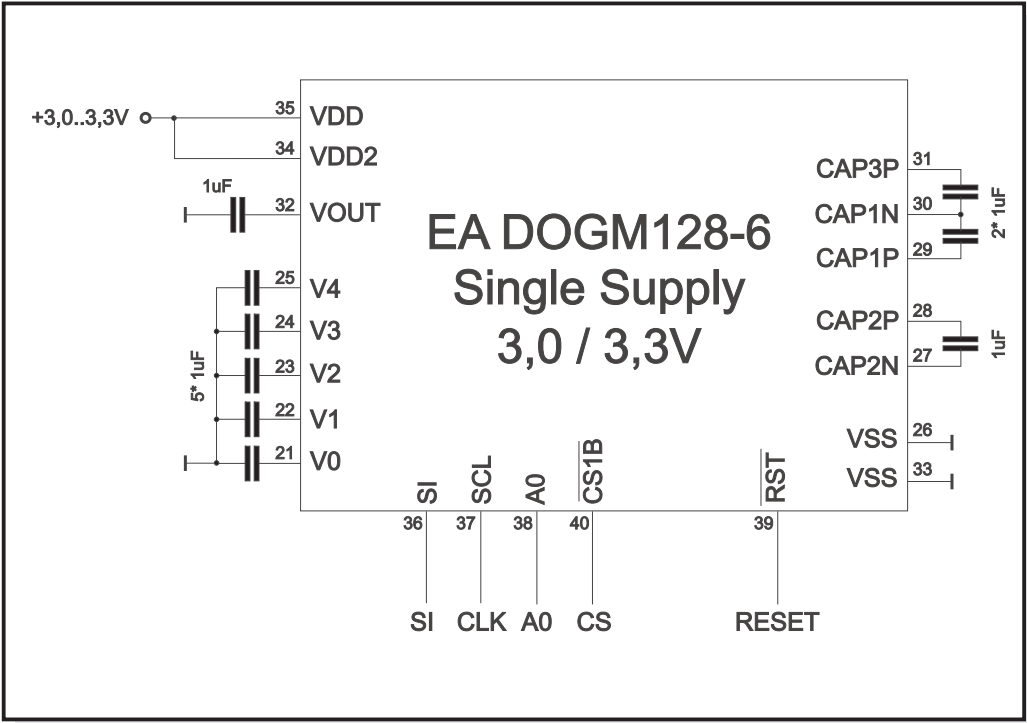 +3,0..3,3V
35 VDD
34 VDD2
1uF
32 VOUT
25 V4
24 V3
23 V2
22 V1
21 V0
5* 1uF
EA DOGM128-6
Single Supply
3,0 / 3,3V
CAP3P 31
CAP1N 30
CAP1P 29
2* 1uF
CAP2P 28
CAP2N 27
1uF
VSS 26
VSS 33
SI SCL A0 CS1B RST
36 37 38 40 39
SI CLK A0 CS RESET